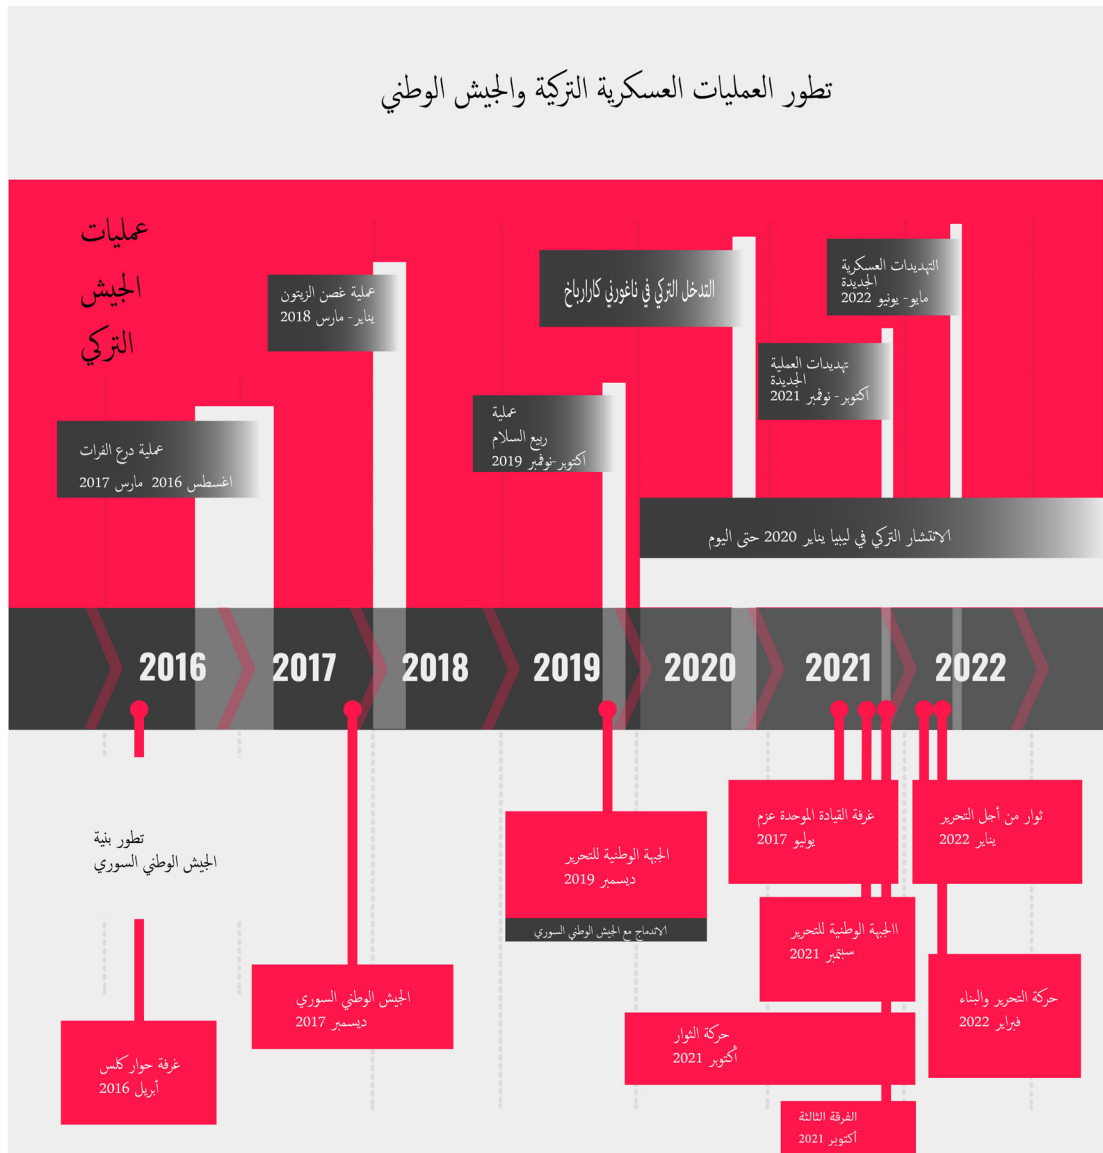 تطور العمليات العسكرية التركية والجيش الوطني
عمليات
الجيش
التركي
عملية درع الفرات
اغسطس 2016 مارس 2017
عملية غصن الزيتون
يناير- مارس 2018
عملية
ربيع السلام
اكتوبر-نوفمبر 2019
التدخل التركي في ناغورني كارارباخ
تهديدات العملية
الجديدة
اكتوبر- نوفمبر 2021
التهديدات العسكرية
الجديدة
مايو- يونيو 2022
الانتشار التركي في ليبيا يناير 2020 حتى اليوم
2016
2017
2018
2019
2020
2021
2022
تطور بنية
الجيش الوطني السوري
غرفة حوار كلس
أبريل 2016
الجيش الوطني السوري
ديسمبر 2017
الجبهة الوطنية للتحرير
ديسمبر 2019
الاندماج مع الجيش الوطني السوري
غرفة القيادة الموحدة عزم
يوليو 2017
االجبهة الوطنية للتحرير
سبتمبر 2021
حركة الثوار
أكتوبر 2021
الفرقة الثالثة
أكتوبر 2021
ثوار من أجل التحرير
يناير 2022
حركة التحرير والبناء
فبراير 2022